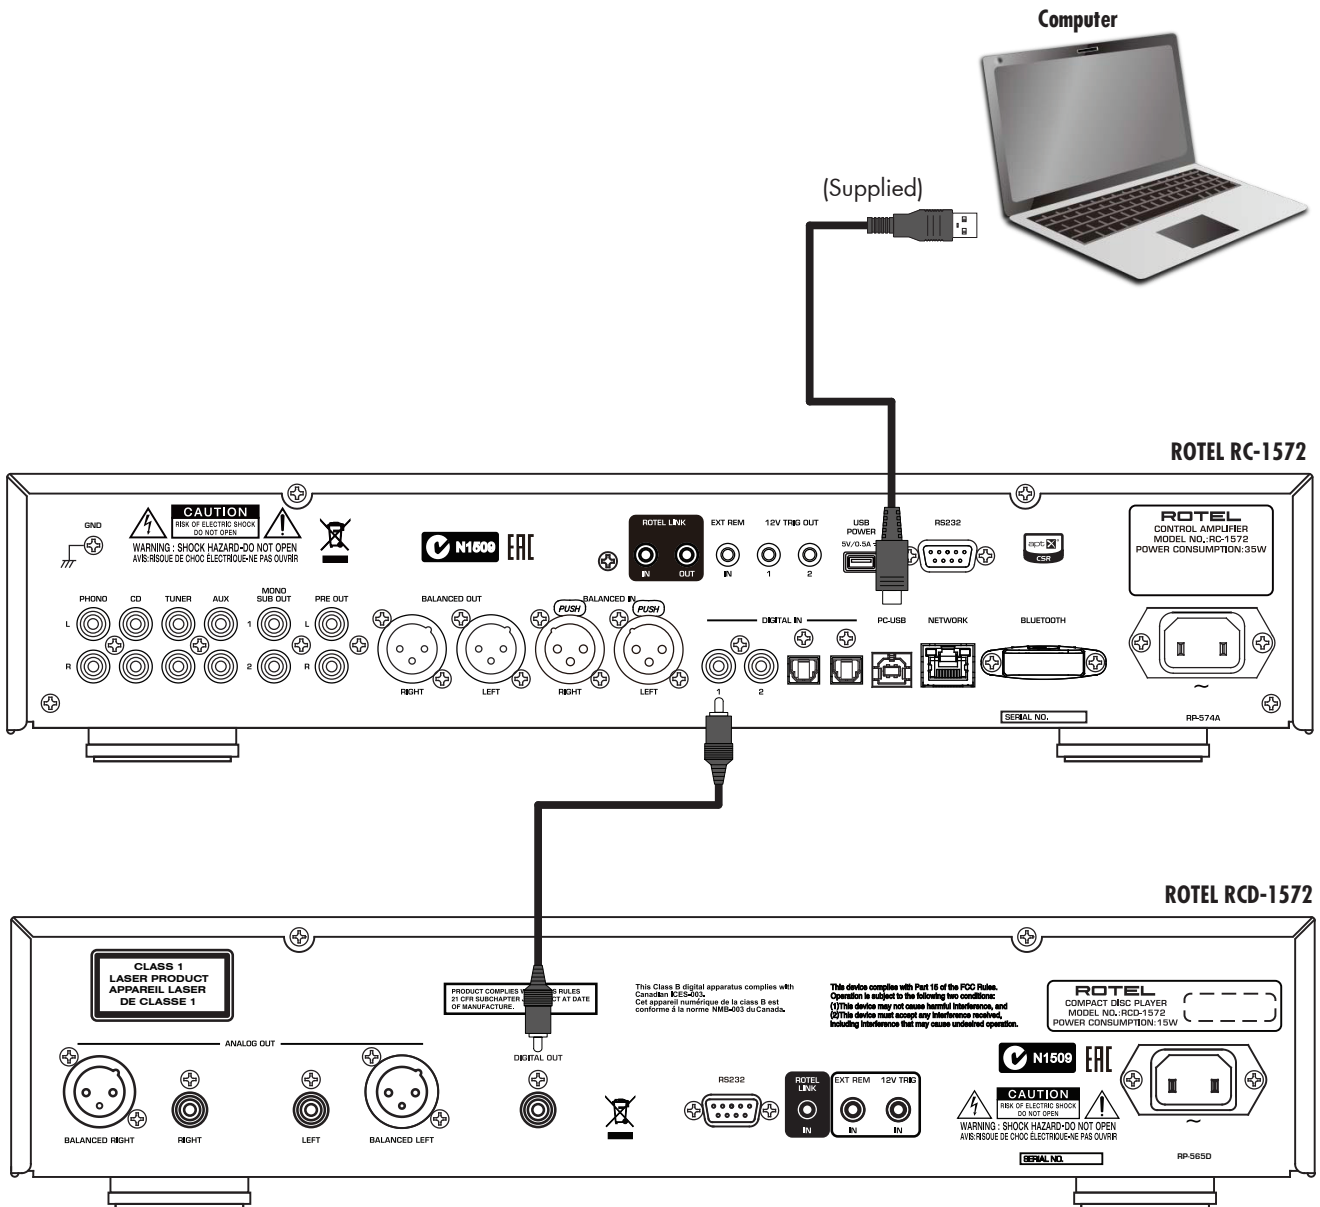 Computer
(Supplied)
ROTEL RC-1572
GND
CAUTION
RISK OF ELECTRIC SHOCK
DO NOT OPEN
WARNING : SHOCK HAZARD-DO NOT OPEN
AVIS:RISQUE DE CHOC ÉLECTRIQUE-NE PAS OUVRIR
N1509
EAC
ROTEL LINK
IN
OUT
EXT REM
IN
12V TRIG OUT
1
2
USB
POWER
5V/0.5A
RS232
aptX
CSR
ROTEL
CONTROL AMPLIFIER
MODEL NO.:RC-1572
POWER CONSUMPTION:35W
PHONO
CD
TUNER
AUX
MONO
SUB OUT
PRE OUT
L
R
1
2
L
R
BALANCED OUT
RIGHT
LEFT
BALANCED IN
PUSH
PUSH
RIGHT
LEFT
DIGITAL IN
1
2
PC-USB
NETWORK
BLUETOOTH
SERIAL NO.
RP-574A
ROTEL RCD-1572
CLASS 1
LASER PRODUCT
APPAREIL LASER
DE CLASSE 1
PRODUCT COMPLIES W S RULES
21 CFR SUBCHAPTER CT AT DATE
OF MANUFACTURE.
This Class B digital apparatus complies with
Canadian ICES-003.
Cet appareil numérique de la class B est
conforme á la norme NMB-003 du Canada.
This device complies with Part 15 of the FCC Rules.
Operation is subject to the following two conditions:
(1)This device may not cause harmful interference, and
(2)This device must accept any interference received,
including interference that may cause undesired operation.
ROTEL
COMPACT DISC PLAYER
MODEL NO.:RCD-1572
POWER CONSUMPTION:15W
ANALOG OUT
BALANCED RIGHT
RIGHT
LEFT
BALANCED LEFT
DIGITAL OUT
RS232
ROTEL
LINK
IN
EXT REM
IN
12V TRIG
IN
N1509
EAC
CAUTION
RISK OF ELECTRIC SHOCK
DO NOT OPEN
WARNING : SHOCK HAZARD-DO NOT OPEN
AVIS:RISQUE DE CHOC ÉLECTRIQUE-NE PAS OUVRIR
SERIAL NO.
RP-565D